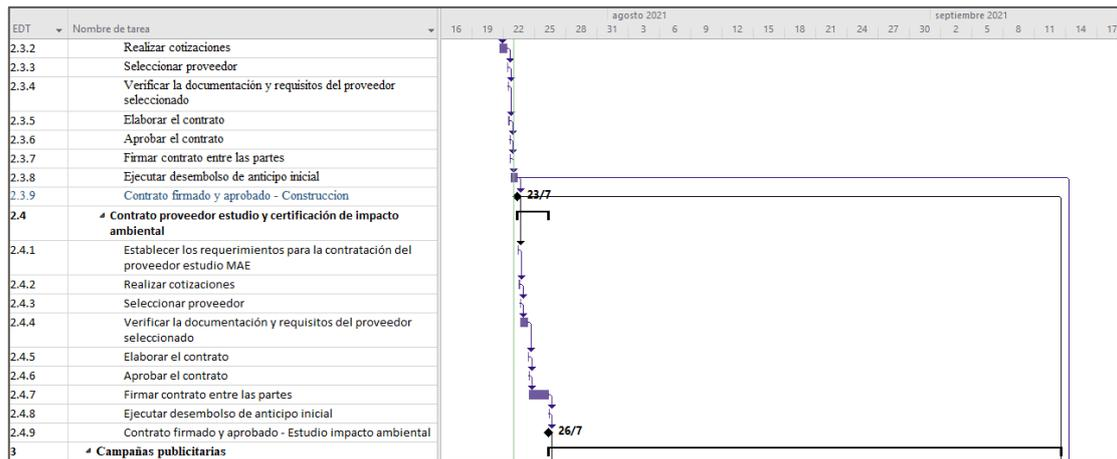 agosto 2021 septiembre 2021
EDT Nombre de tarea 16 19 22 25 28 31 3 6 9 12 15 18 21 24 27 30 2 5 8 11 14 17
2.3.2 Realizar cotizaciones
2.3.3 Seleccionar proveedor
2.3.4 Verificar la documentación y requisitos del proveedor
seleccionado
2.3.5 Elaborar el contrato
2.3.6 Aprobar el contrato
2.3.7 Firmar contrato entre las partes
2.3.8 Ejecutar desembolso de anticipo inicial
2.3.9 Contrato firmado y aprobado - Construccion 23/7
2.4 Contrato proveedor estudio y certificación de impacto
ambiental
2.4.1 Establecer los requerimientos para la contratación del
proveedor estudio MAE
2.4.2 Realizar cotizaciones
2.4.3 Seleccionar proveedor
2.4.4 Verificar la documentación y requisitos del proveedor
seleccionado
2.4.5 Elaborar el contrato
2.4.6 Aprobar el contrato
2.4.7 Firmar contrato entre las partes
2.4.8 Ejecutar desembolso de anticipo inicial
2.4.9 Contrato firmado y aprobado - Estudio impacto ambiental 26/7
3 Campañas publicitarias